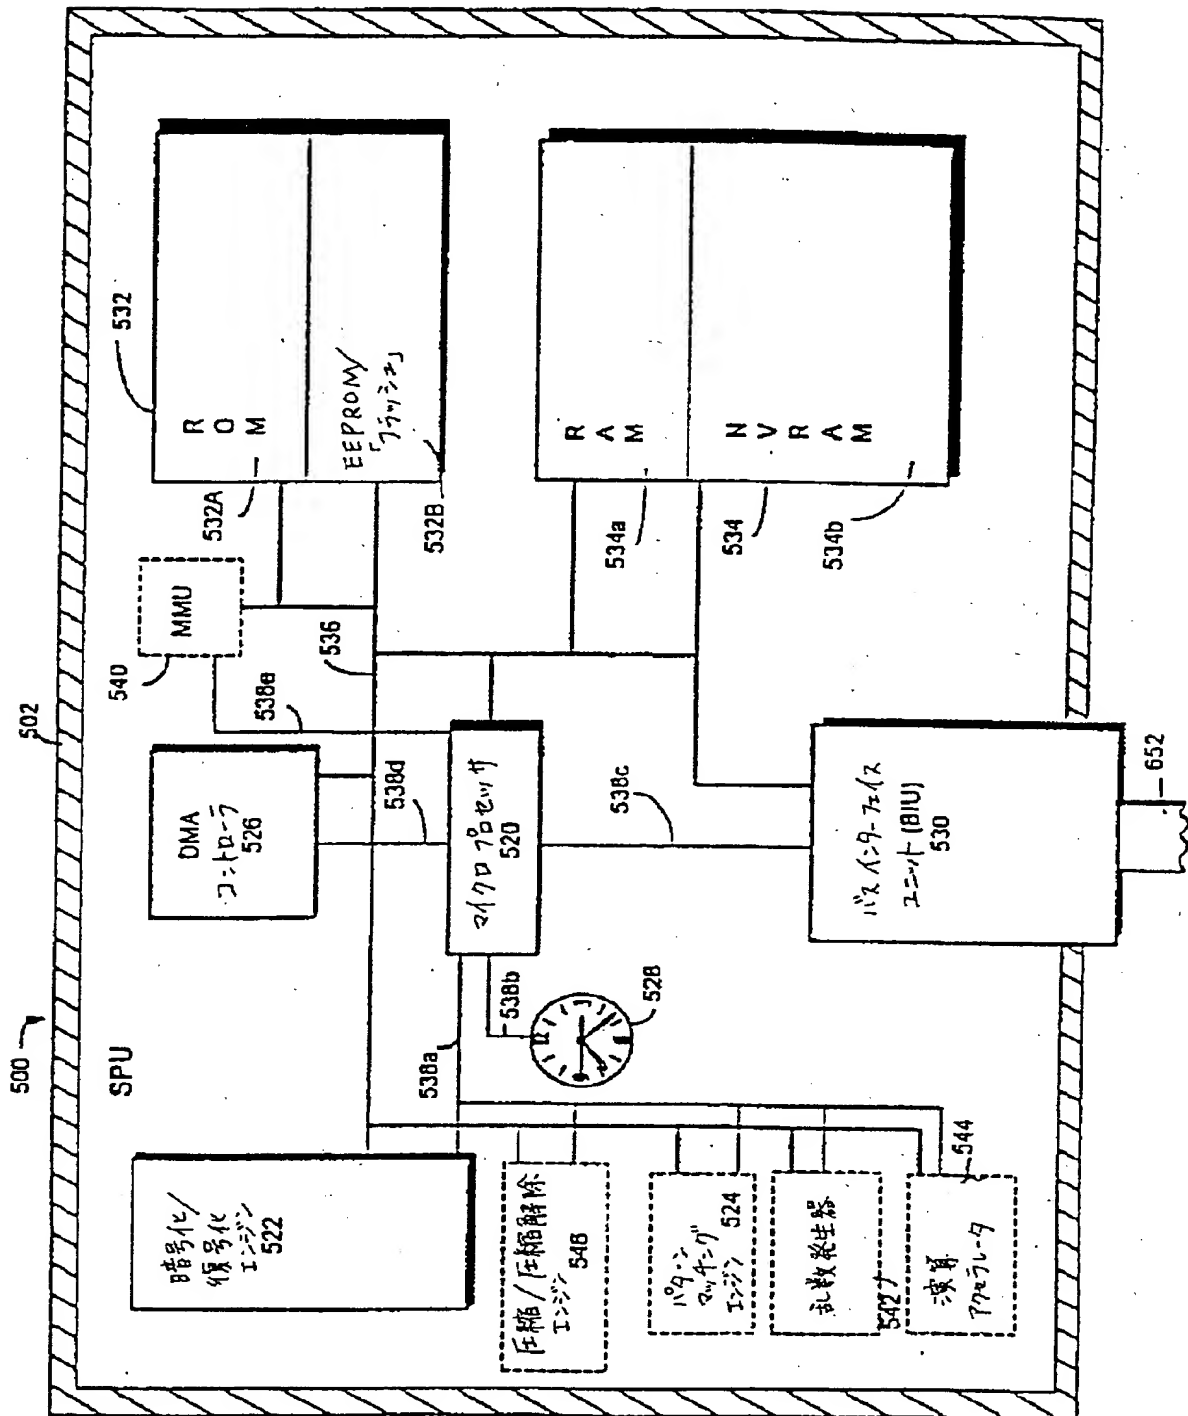 500
502
SPU
暗号化/
復号化
エンジン
522
DMA
コントローラ
526
540
MMU
532
R
O
M
532A
EEPROM/
「フラッシュ」
532B
536
538e
538d
538a
538b
マイクロプロセッサ
520
528
538c
圧縮/圧縮解除
エンジン
546
パターン
マッチング
エンジン
524
乱数発生器
542
演算
アクセラレータ
544
R
A
M
534a
N
V
R
A
M
534
534b
バスインターフェイス
ユニット(BIU)
530
652